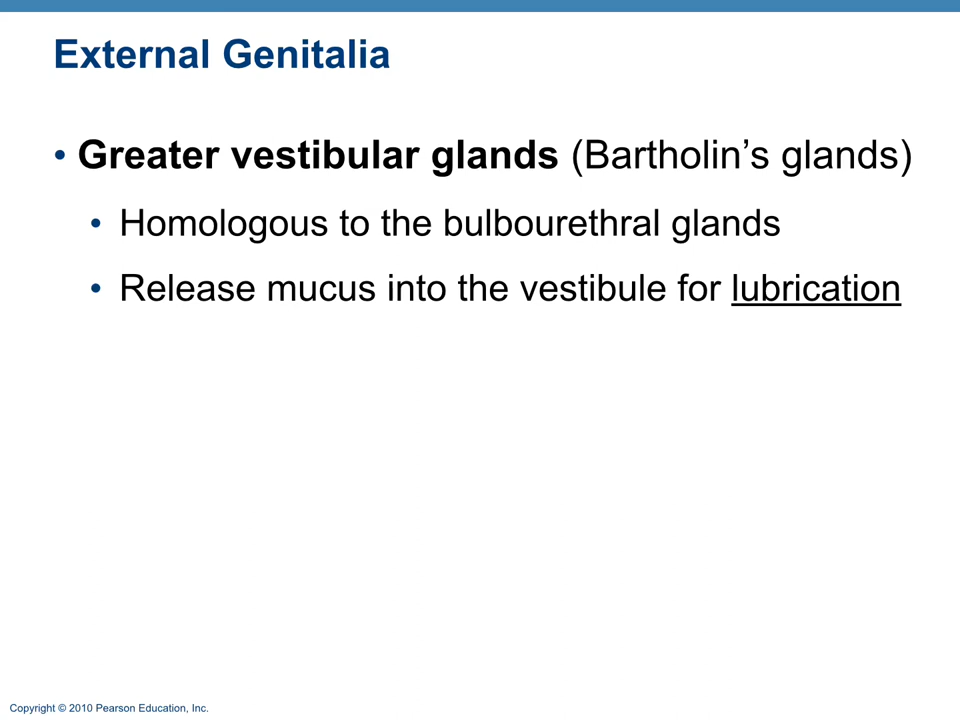 External Genitalia
• Greater vestibular glands (Bartholin’s glands)
• Homologous to the bulbourethral glands
• Release mucus into the vestibule for lubrication
Copyright © 2010 Pearson Education, Inc.